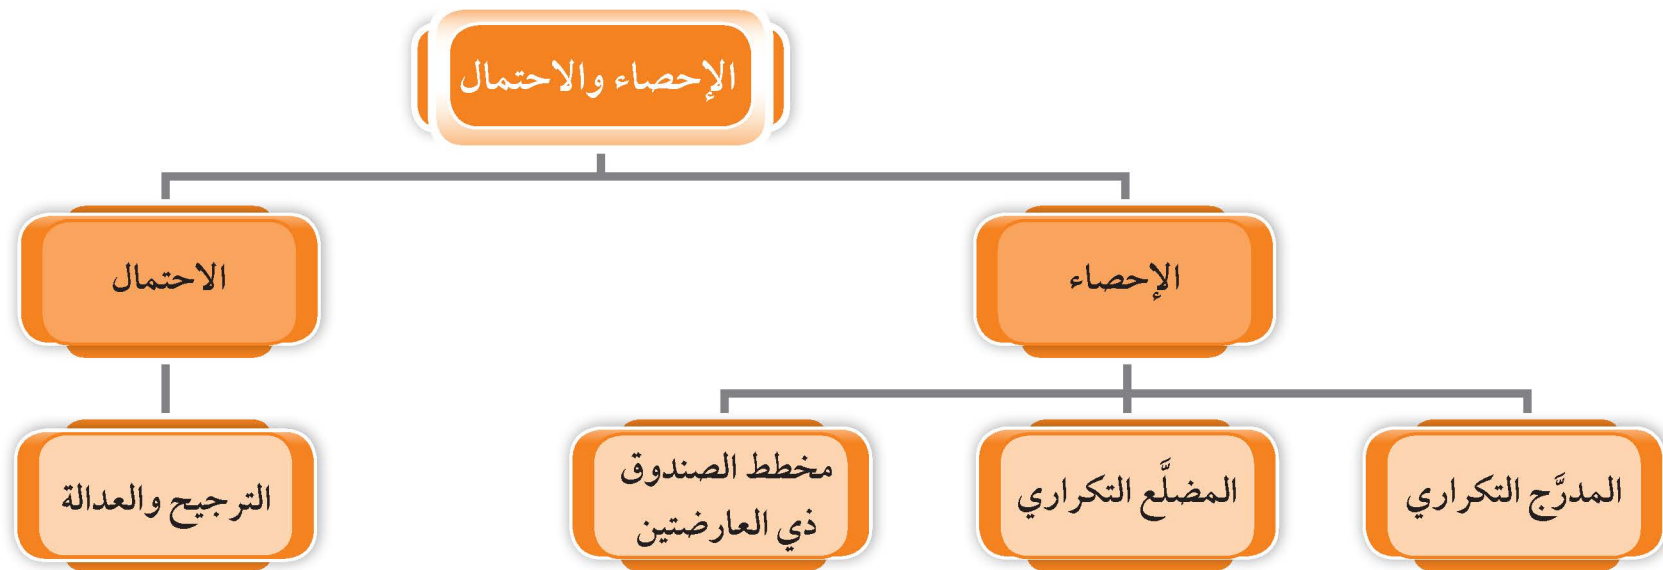 الإحصاء والاحتمال
الإحصاء
الاحتمال
المدرَّج التكراري
المضلَّع التكراري
مخطط الصندوق
ذي العارضتين
الترجيح والعدالة